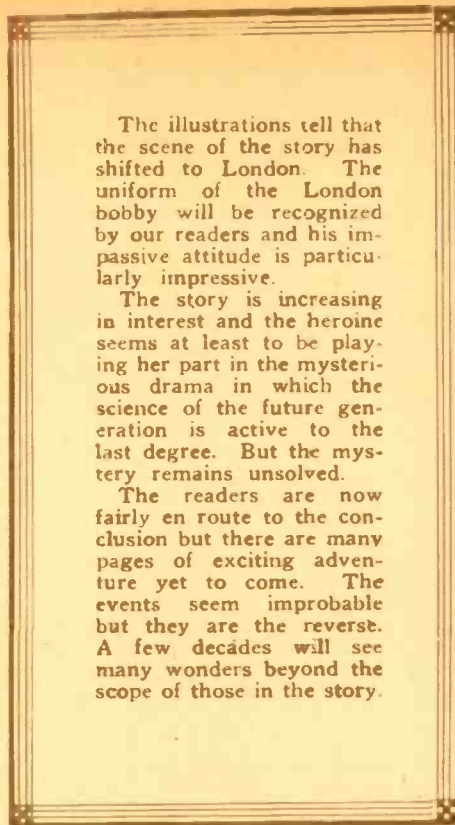 The illustrations tell that
the scene of the story has
shifted to London. The
uniform of the London
bobby will be recognized
by our readers and his im-
passive attitude is particu-
larly impressive.
The story is increasing
in interest and the heroine
seems at least to be play-
ing her part in the mysteri-
ous drama in which the
science of the future gen-
eration is active to the
last degree. But the mys-
tery remains unsolved.
The readers are now
fairly en route to the con-
clusion but there are many
pages of exciting adven-
ture yet to come. The
events seem improbable
but they are the reverse.
A few decades will see
many wonders beyond the
scope of those in the story.